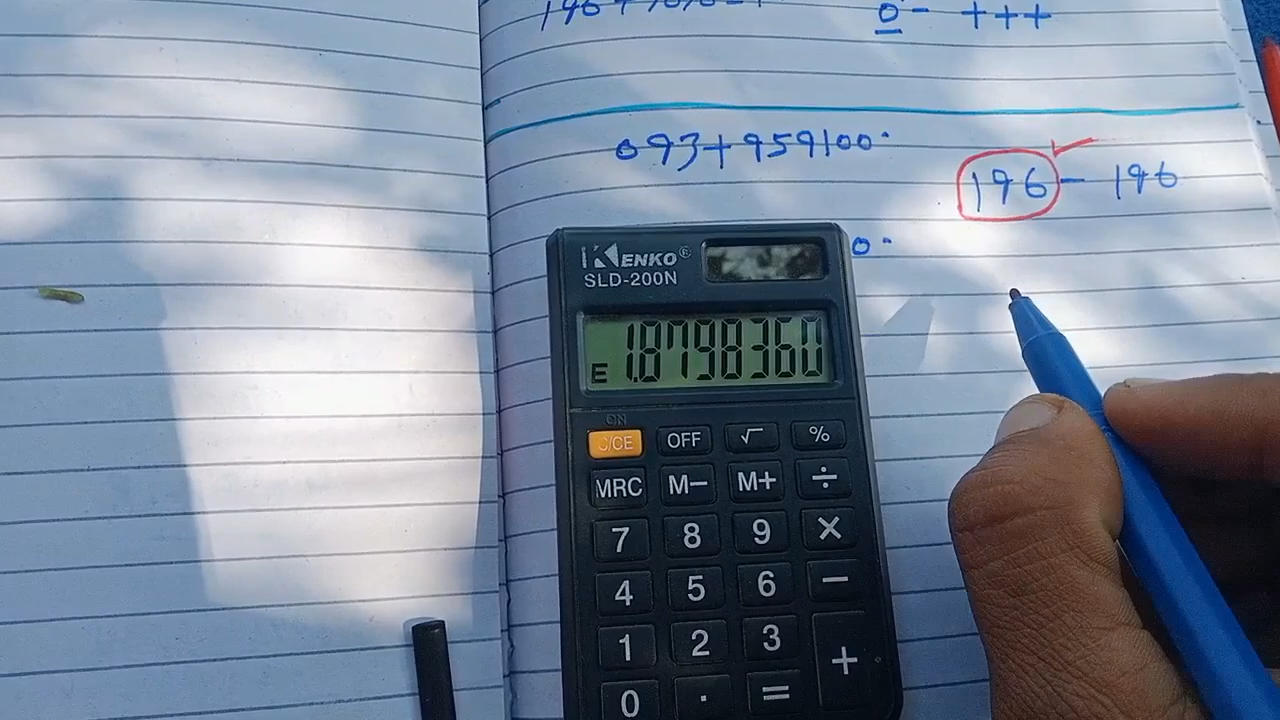 093+959100.
196 - 196
0.
KENKO®
SLD-200N
E 1.8798360
ON
C/CE OFF √ %
MRC M− M+ ÷
7 8 9 ×
4 5 6 −
1 2 3 +
0 . =